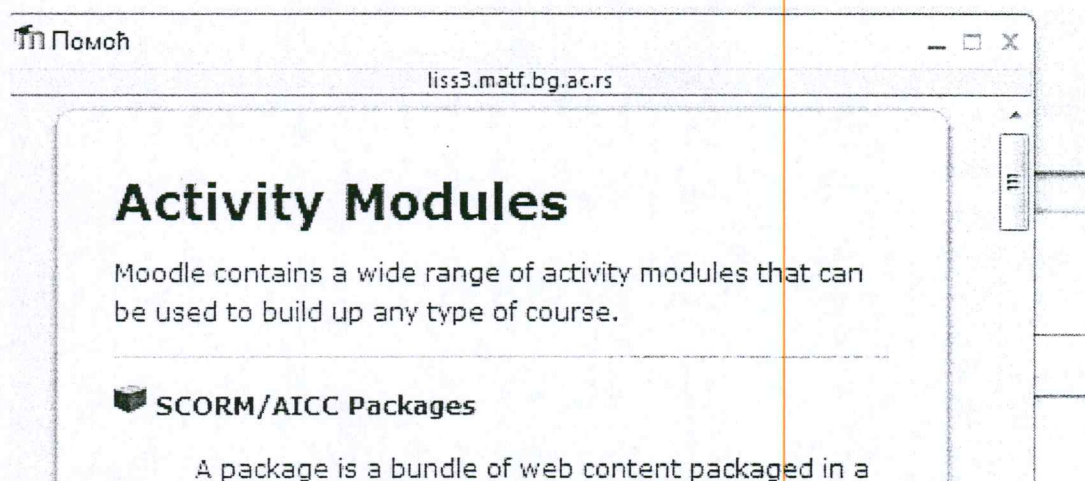 Помоћ
liss3.matf.bg.ac.rs
Activity Modules
Moodle contains a wide range of activity modules that can
be used to build up any type of course.
SCORM/AICC Packages
A package is a bundle of web content packaged in a